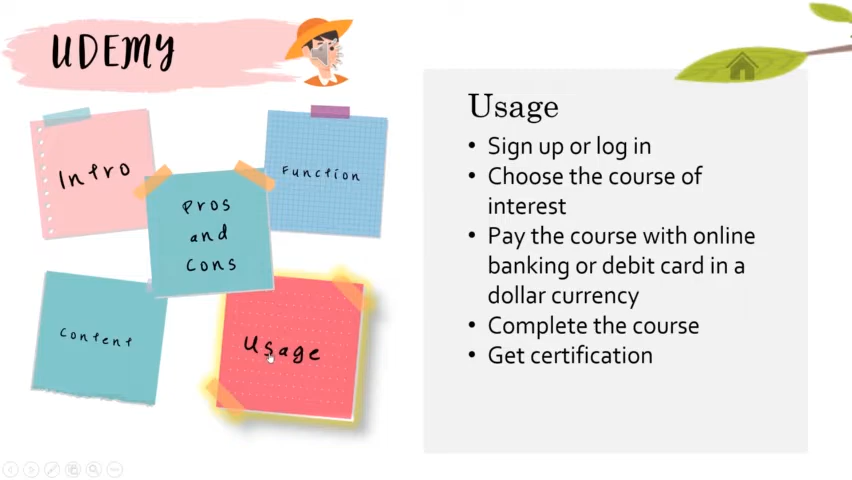 UDEMY
Intro
Function
Pros
and
Cons
Content
Usage
Usage
• Sign up or log in
• Choose the course of
interest
• Pay the course with online
banking or debit card in a
dollar currency
• Complete the course
• Get certification